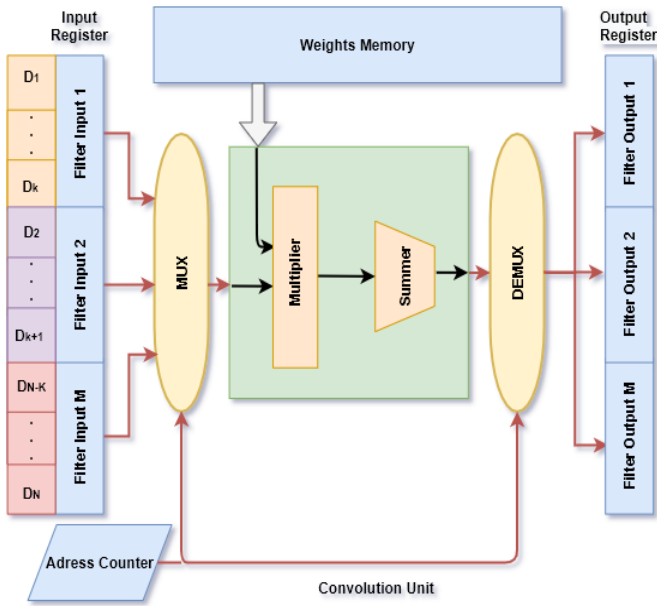 Input
Register
Weights Memory
Output
Register
D1
.
.
.
Dk
Filter Input 1
D2
.
.
.
Dk+1
Filter Input 2
DN-K
.
.
.
DN
Filter Input M
MUX
Multiplier
Summer
DEMUX
Filter Output 1
Filter Output 2
Filter Output M
Adress Counter
Convolution Unit